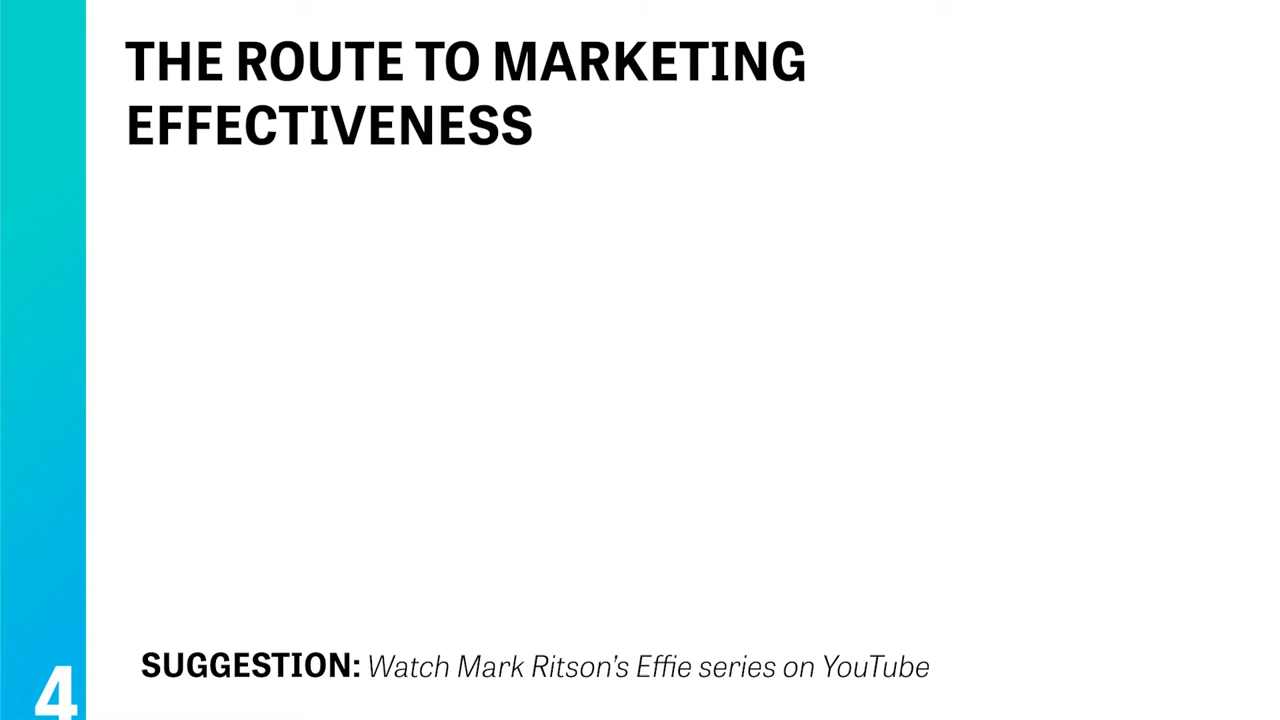 THE ROUTE TO MARKETING
EFFECTIVENESS
SUGGESTION: Watch Mark Ritson’s Effie series on YouTube
4